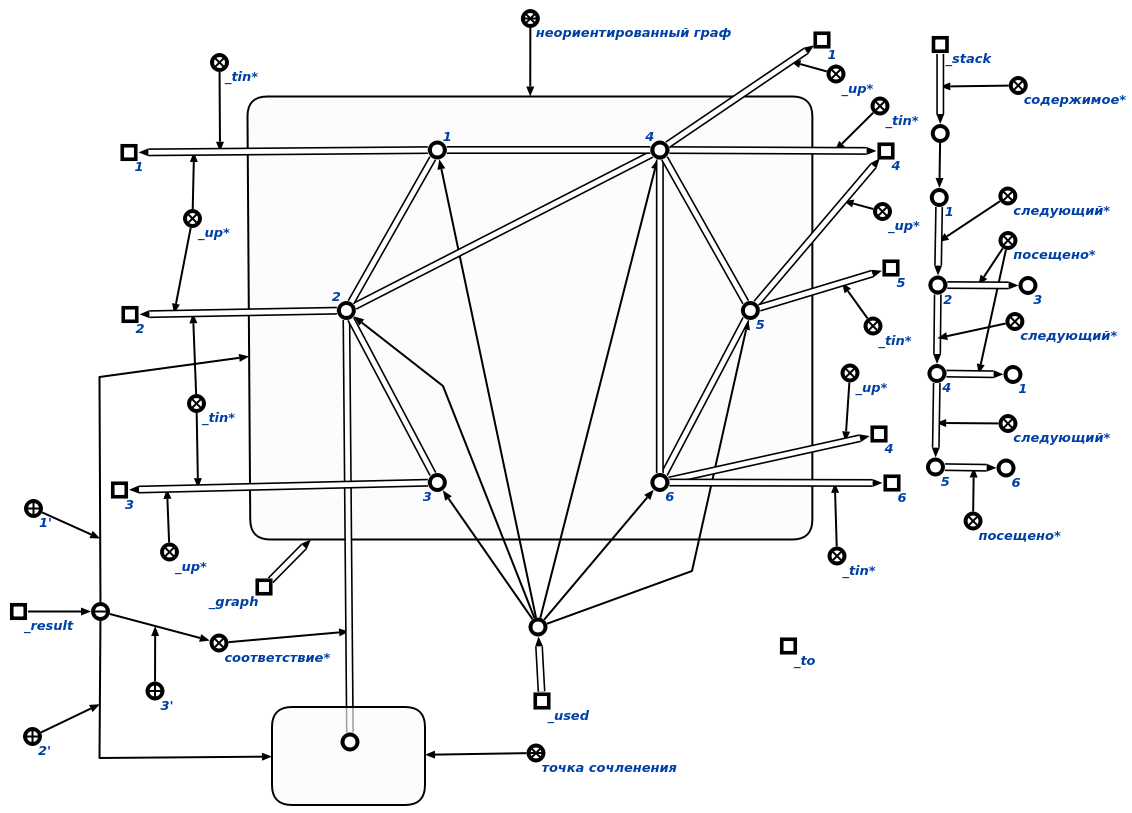 неориентированный граф
_tin*
1
_up*
_stack
_tin*
содержимое*
1
4
1
4
_up*
1
следующий*
_up*
посещено*
2
5
2
3
2
5
_tin*
следующий*
_up*
4
1
_tin*
следующий*
4
3
6
6
5
6
3
1'
посещено*
_up*
_tin*
_graph
_result
соответствие*
_to
3'
_used
2'
точка сочленения